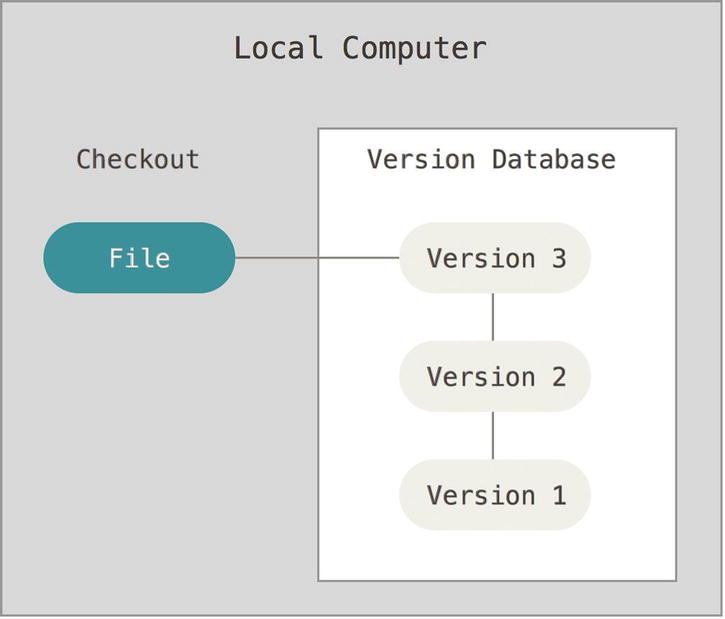 Local Computer
Checkout
Version Database
File
Version 3
Version 2
Version 1